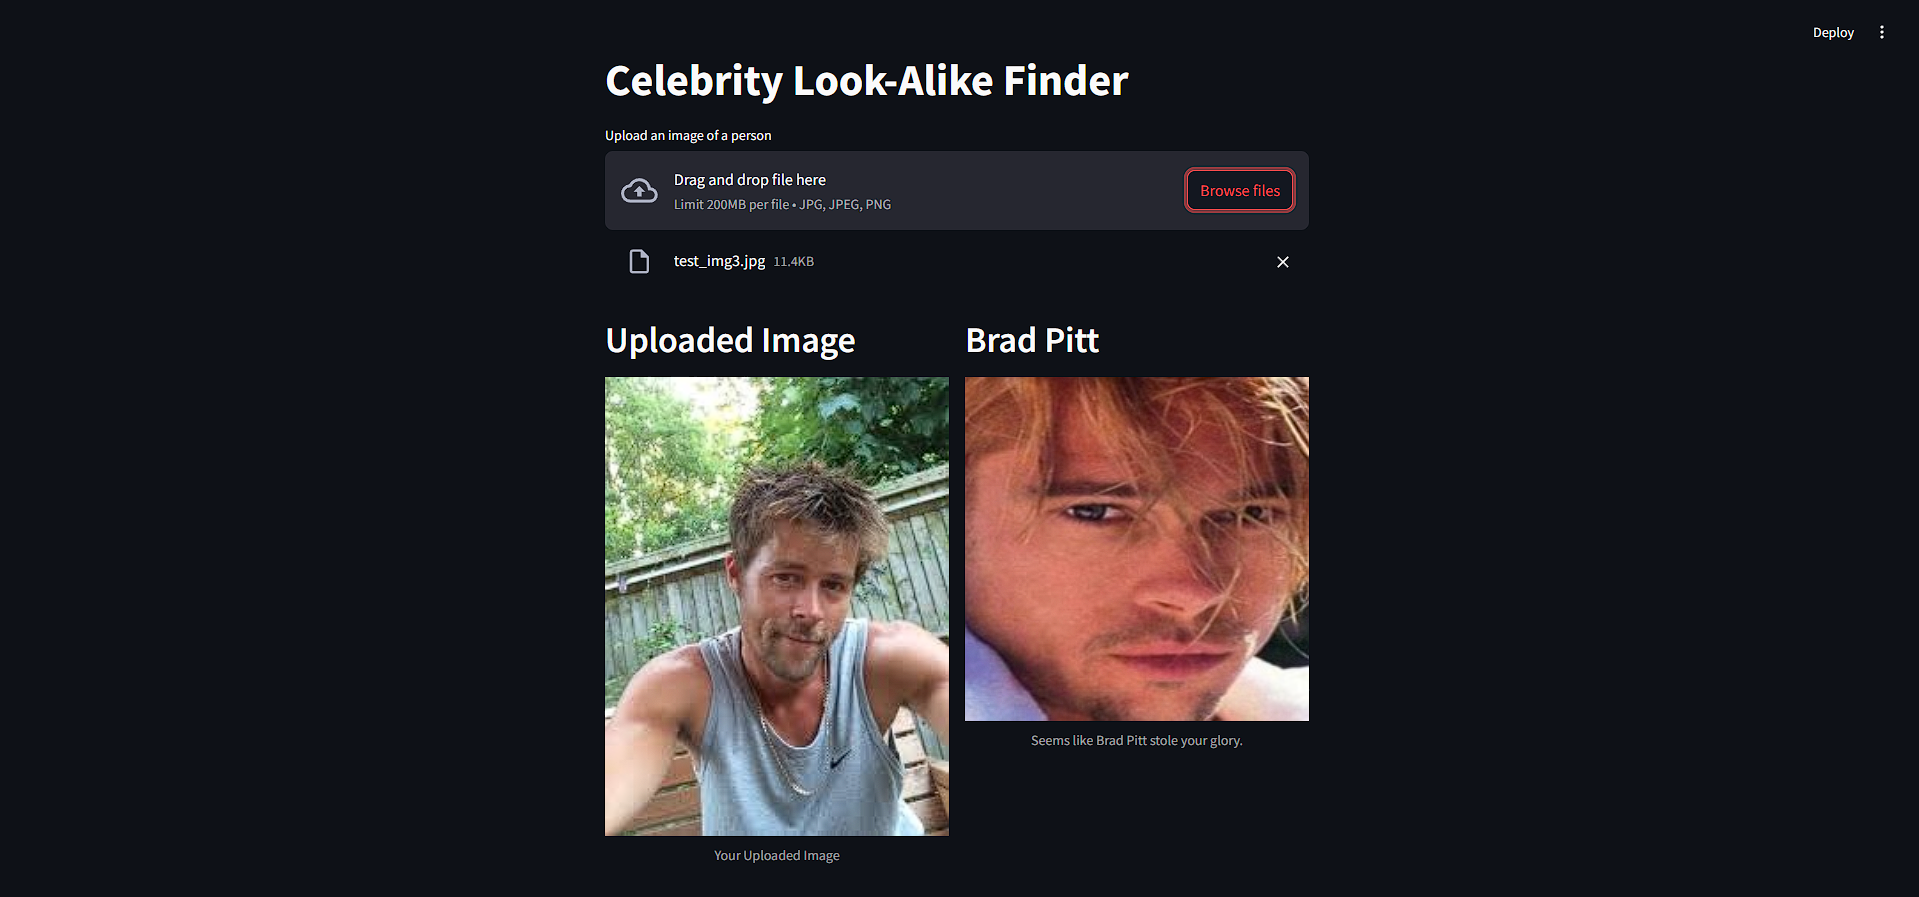 Deploy
Celebrity Look-Alike Finder
Upload an image of a person
Drag and drop file here
Limit 200MB per file • JPG, JPEG, PNG
Browse files
test_img3.jpg 11.4KB
Uploaded Image
Brad Pitt
Your Uploaded Image
Seems like Brad Pitt stole your glory.